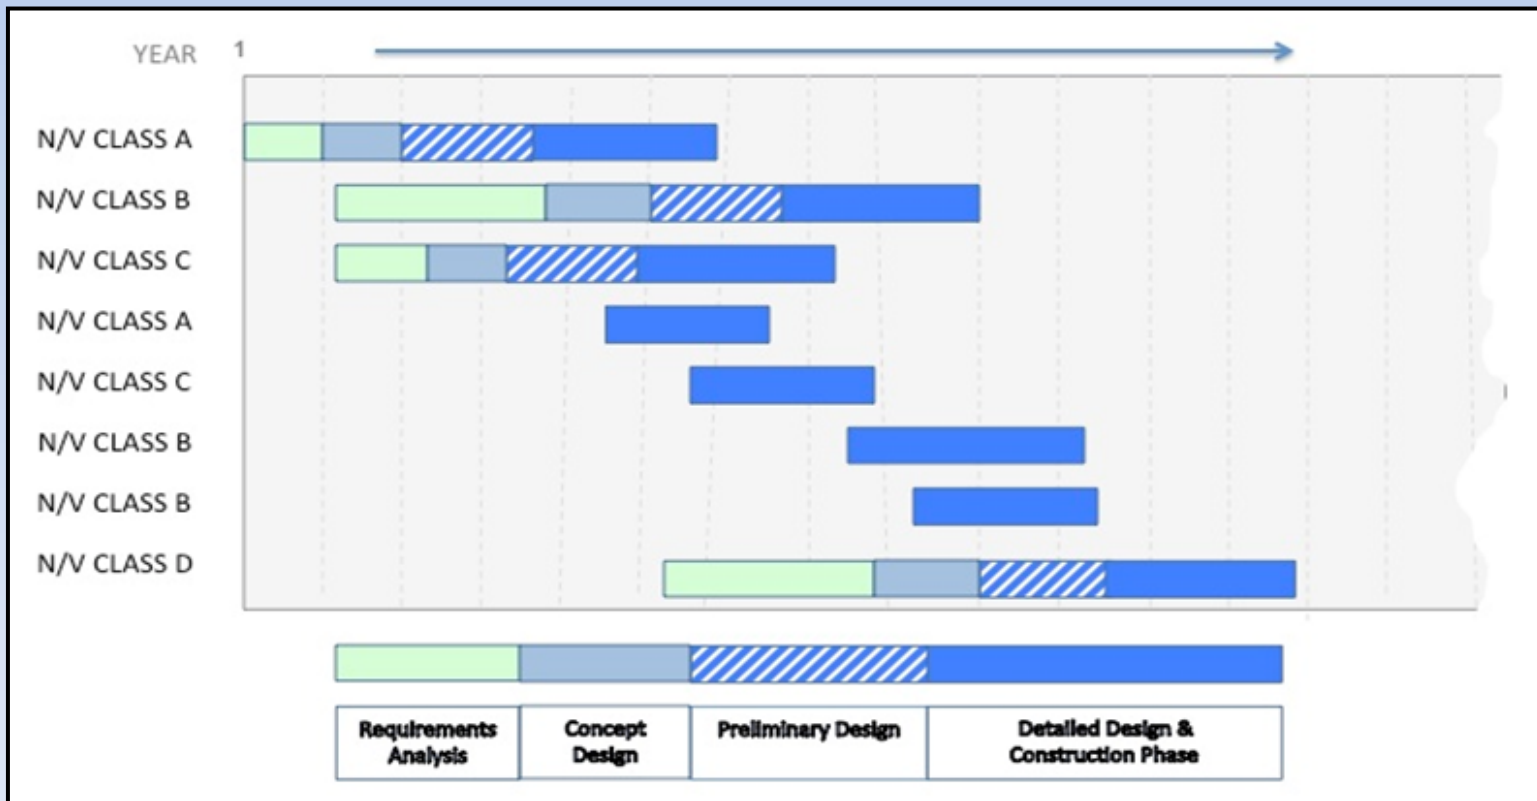 YEAR 1
N/V CLASS A
N/V CLASS B
N/V CLASS C
N/V CLASS A
N/V CLASS C
N/V CLASS B
N/V CLASS B
N/V CLASS D
Requirements
Analysis
Concept
Design
Preliminary Design
Detailed Design &
Construction Phase